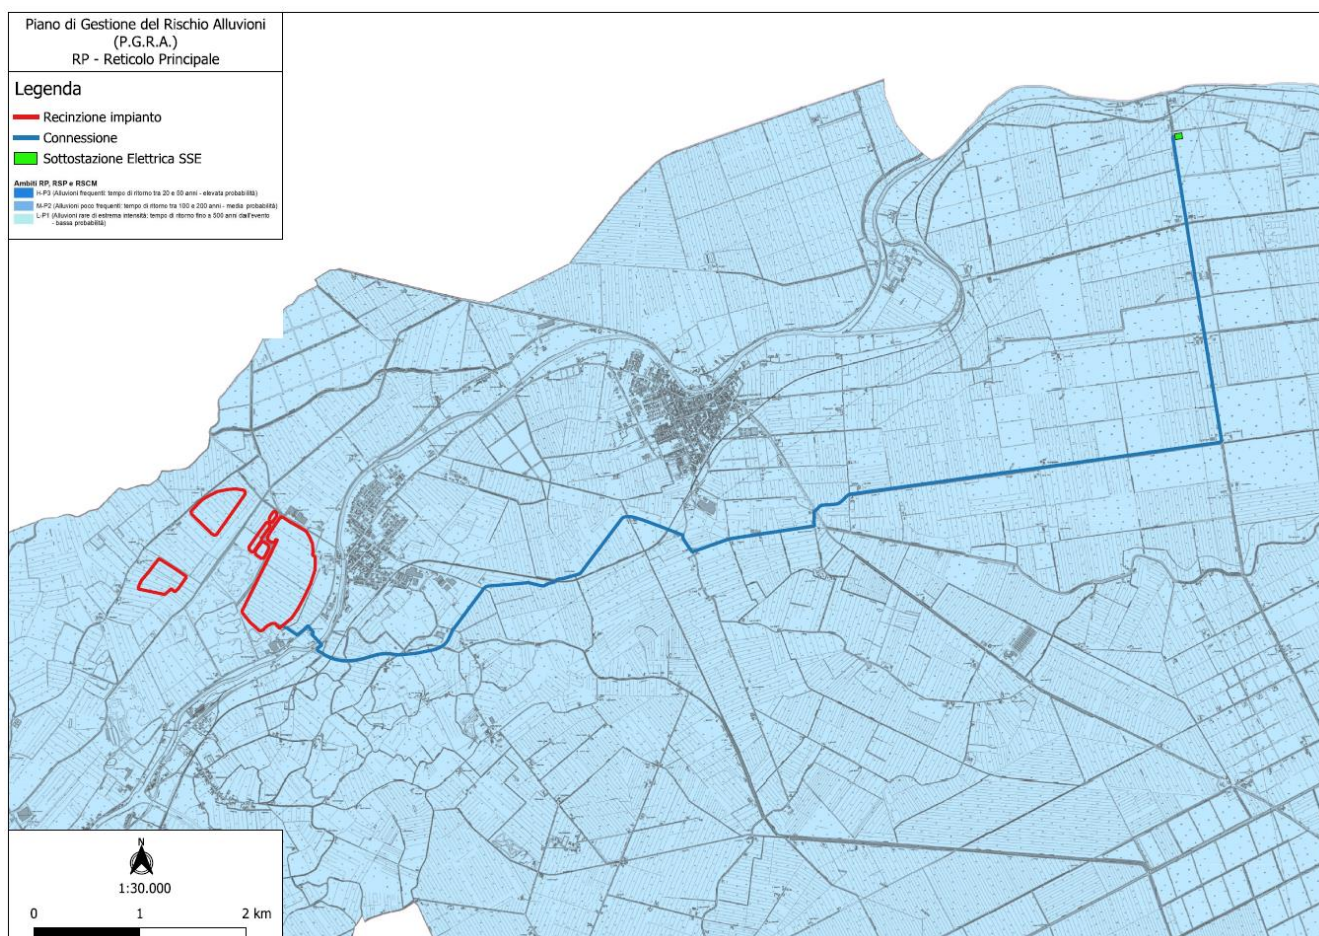 Piano di Gestione del Rischio Alluvioni
(P.G.R.A.)
RP - Reticolo Principale
Legenda
Recinzione impianto
Connessione
Sottostazione Elettrica SSE
Ambiti RP, RSP e RSCM
H-P3 (Alluvioni frequenti: tempo di ritorno tra 20 e 50 anni - elevata probabilità)
M-P2 (Alluvioni poco frequenti: tempo di ritorno tra 100 e 200 anni - media probabilità)
L-P1 (Alluvioni rare di estrema intensità: tempo di ritorno fino a 500 anni dall'evento
- bassa probabilità)
N
1:30.000
0 1 2 km